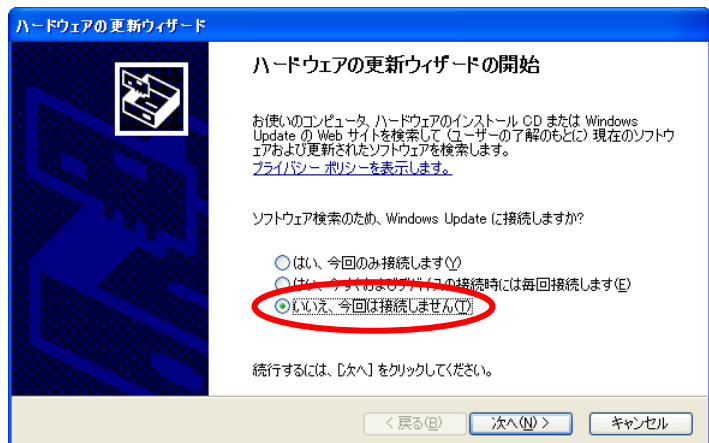 ハードウェアの更新ウィザード
ハードウェアの更新ウィザードの開始
お使いのコンピュータ、ハードウェアのインストール CD または Windows
Update の Web サイトを検索して (ユーザーの了解のもとに) 現在のソフトウ
ェアおよび更新されたソフトウェアを検索します。
プライバシー ポリシーを表示します。
ソフトウェア検索のため、Windows Update に接続しますか?
はい、今回のみ接続します(Y)
はい、今すぐおよびデバイスの接続時には毎回接続します(E)
いいえ、今回は接続しません(T)
続行するには、[次へ] をクリックしてください。
< 戻る(B) 次へ(N) > キャンセル